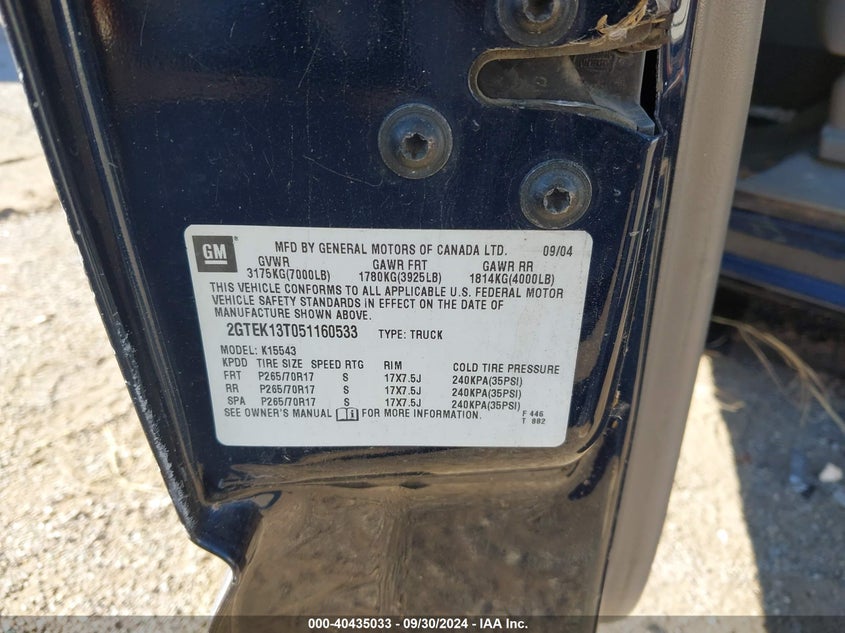 GM
MFD BY GENERAL MOTORS OF CANADA LTD. 09/04
GVWR GAWR FRT GAWR RR
3175KG(7000LB) 1780KG(3925LB) 1814KG(4000LB)
THIS VEHICLE CONFORMS TO ALL APPLICABLE U.S. FEDERAL MOTOR
VEHICLE SAFETY STANDARDS IN EFFECT ON THE DATE OF
MANUFACTURE SHOWN ABOVE.
2GTEK13T051160533 TYPE: TRUCK
MODEL: K15543
KPDD TIRE SIZE SPEED RTG RIM COLD TIRE PRESSURE
FRT P265/70R17 S 17X7.5J 240KPA(35PSI)
RR P265/70R17 S 17X7.5J 240KPA(35PSI)
SPA P265/70R17 S 17X7.5J 240KPA(35PSI)
SEE OWNER'S MANUAL FOR MORE INFORMATION.
F 446
T 882
000-40435033 - 09/30/2024 - IAA Inc.